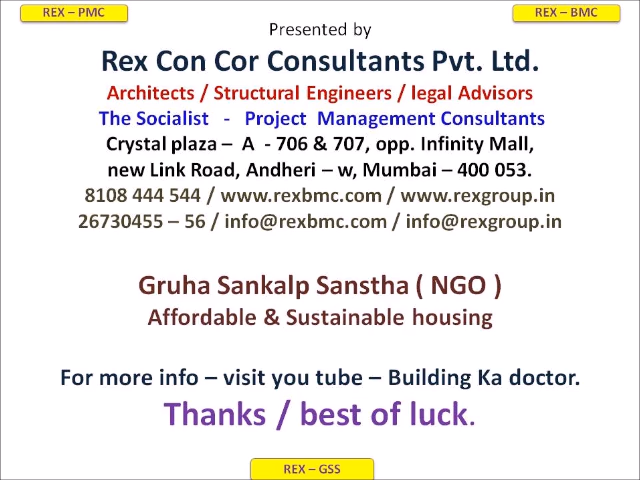 REX – PMC
REX – BMC
Presented by
Rex Con Cor Consultants Pvt. Ltd.
Architects / Structural Engineers / legal Advisors
The Socialist - Project Management Consultants
Crystal plaza – A - 706 & 707, opp. Infinity Mall,
new Link Road, Andheri – w, Mumbai – 400 053.
8108 444 544 / www.rexbmc.com / www.rexgroup.in
26730455 – 56 / info@rexbmc.com / info@rexgroup.in
Gruha Sankalp Sanstha ( NGO )
Affordable & Sustainable housing
For more info – visit you tube – Building Ka doctor.
Thanks / best of luck.
REX – GSS